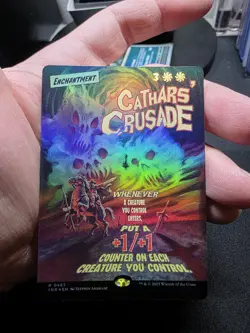 ENCHANTMENT
3
CATHARS'
CRUSADE
WHENEVER
A CREATURE
YOU CONTROL
ENTERS,
PUT A
+1/+1
COUNTER ON EACH
CREATURE YOU CONTROL.